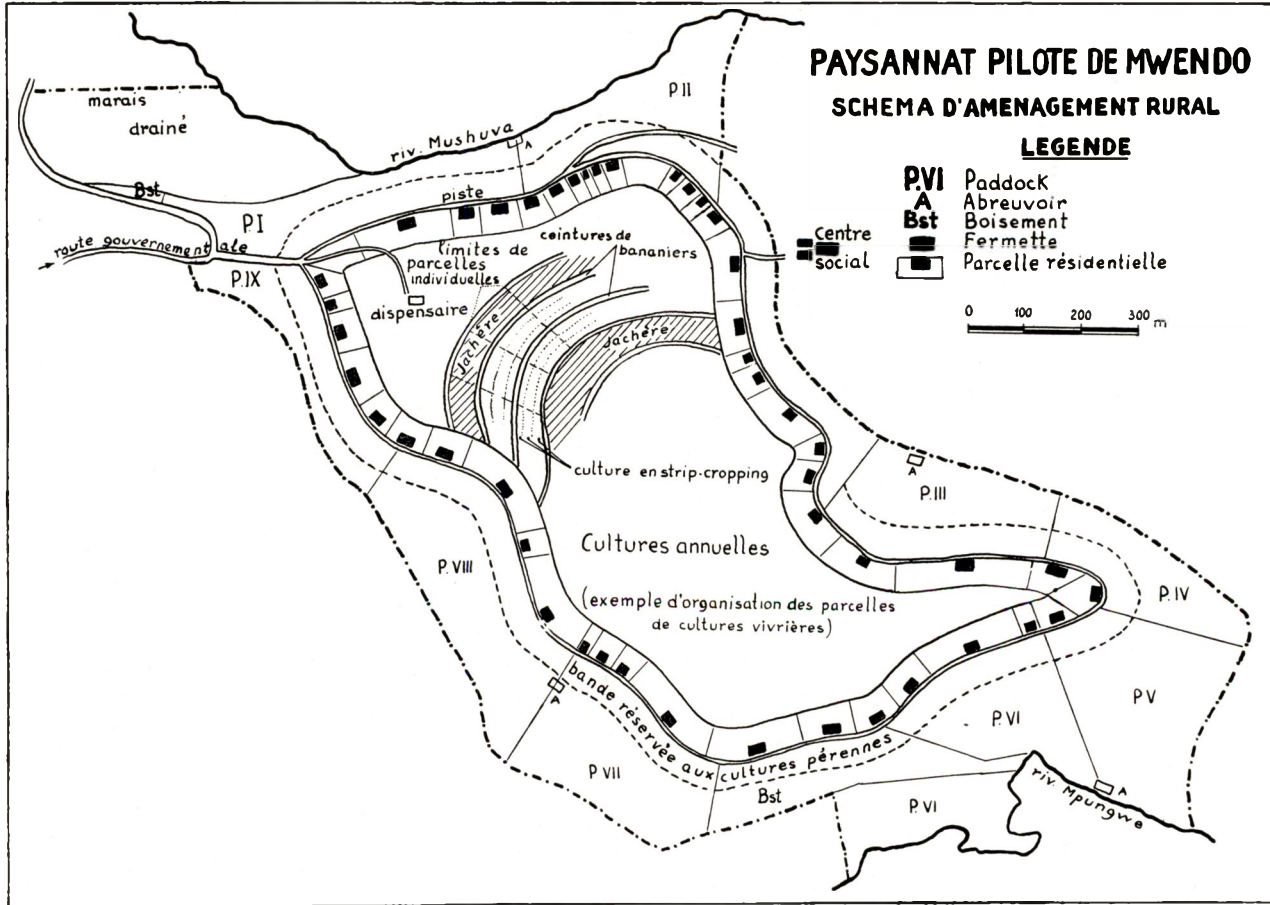 PAYSANNAT PILOTE DE MWENDO
SCHEMA D'AMENAGEMENT RURAL
LEGENDE
P.VI Paddock
A Abreuvoir
Bst Boisement
Fermette
Parcelle résidentielle
0 100 200 300 m
marais
drainé
Bst
P.I
route gouvernementale
P.IX
riv. Mushuva
A
P.II
piste
limites de
parcelles
individuelles
ceintures de
bananiers
dispensaire
Jachère
Jachère
centre
social
culture en strip-cropping
A
P.III
Cultures annuelles
(exemple d'organisation des parcelles
de cultures vivrières)
P.IV
P.VIII
A
bande réservée aux cultures pérennes
P.V
P.VI
P.VII
Bst
P.VI
riv. Mpungwe
A